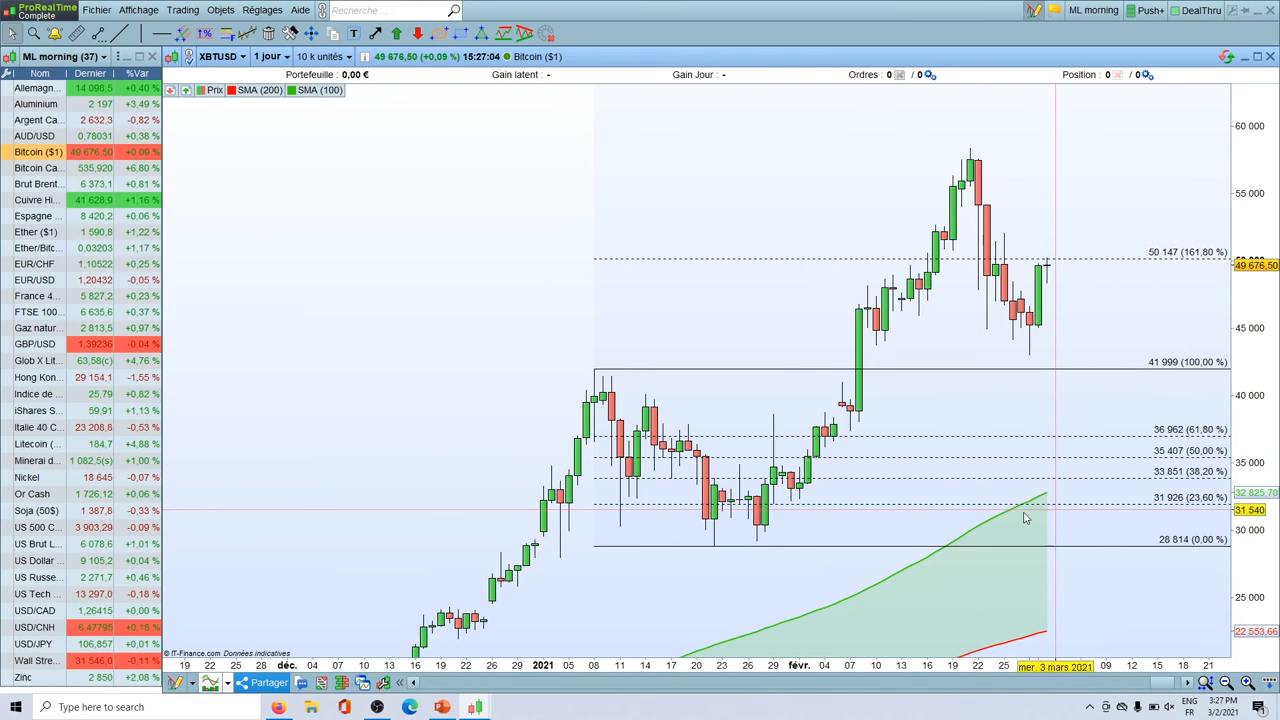 ProRealTime
Complete
Fichier Affichage Trading Objets Réglages Aide Recherche ... ML morning Push+ DealThru
ML morning (37) XBTUSD 1 jour 10 k unités 49 676,50 (+0,09 %) 15:27:04 Bitcoin ($1)
Nom Dernier %Var Portefeuille : 0,00 € Gain latent : - Gain Jour : - Ordres : 0 / 0 Position : 0 / 0
Prix SMA (200) SMA (100)
Allemagn... 14 098,5 +0,40 %
Aluminium 2 197 +3,49 %
Argent Ca... 2 632,3 -0,82 %
AUD/USD 0,78031 +0,38 %
Bitcoin ($1) 49 676,50 +0,09 %
Bitcoin Ca... 535,920 +6,80 %
Brut Brent... 6 373,1 +0,81 %
Cuivre Hi... 41 628,9 +1,16 %
Espagne ... 8 420,2 +0,06 %
Ether ($1) 1 590,8 +1,22 %
Ether/Bitc... 0,03203 +1,17 %
EUR/CHF 1,10522 +0,25 %
EUR/USD 1,20432 -0,05 %
France 4... 5 827,2 +0,23 %
FTSE 100... 6 635,6 +0,37 %
Gaz natur... 2 813,5 +0,97 %
GBP/USD 1,39236 -0,04 %
Glob X Lit... 63,58(c) +4,76 %
Hong Kon... 29 154,1 -1,55 %
Indice de ... 25,79 +0,82 %
iShares S... 59,91 +1,13 %
Italie 40 C... 23 208,8 -0,53 %
Litecoin (... 184,7 +4,88 %
Minerai d... 1 082.5(s) +1,00 %
Nickel 18 645 -0,07 %
Or Cash 1 726,12 +0,06 %
Soja (50$) 1 387,8 -0,33 %
US 500 C... 3 903,29 -0,09 %
US Brut L... 6 078,6 +1,01 %
US Dollar ... 9 105,2 +0,04 %
US Russe... 2 271,7 +0,46 %
US Tech ... 13 297,0 -0,18 %
USD/CAD 1,26415 +0,00 %
USD/CNH 6,47795 +0,18 %
USD/JPY 106,857 +0,01 %
Wall Stre... 31 546,0 -0,11 %
Zinc 2 850 +2,08 %
60 000
55 000
50 147 (161,80 %)
49 676,50
45 000
41 999 (100,00 %)
40 000
36 962 (61,80 %)
35 407 (50,00 %)
35 000
33 851 (38,20 %)
32 825,70
31 926 (23,60 %)
31 540
30 000
28 814 (0,00 %)
25 000
22 553,66
© IT-Finance.com Données indicatives
19 22 26 déc. 04 07 10 14 17 20 22 25 29 2021 05 08 11 15 18 21 25 28 févr. 04 07 10 14 16 19 22 25 mer. 3 mars 2021 09 12 15 18 21
Partager
Type here to search
ENG 3:27 PM
FR 3/2/2021